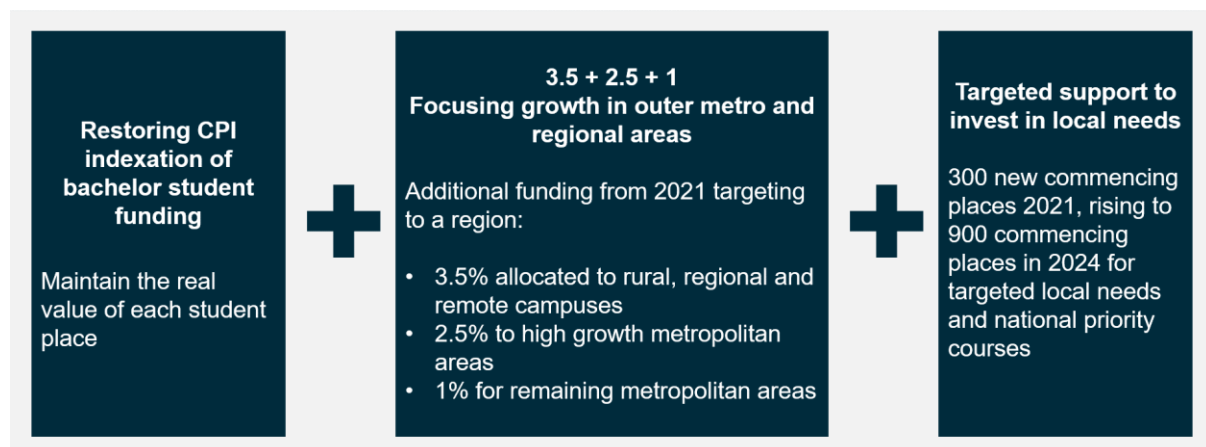 Restoring CPI
indexation of
bachelor student
funding
Maintain the real
value of each student
place
3.5 + 2.5 + 1
Focusing growth in outer metro and
regional areas
Additional funding from 2021 targeting
to a region:
• 3.5% allocated to rural, regional and
remote campuses
• 2.5% to high growth metropolitan
areas
• 1% for remaining metropolitan areas
Targeted support to
invest in local needs
300 new commencing
places 2021, rising to
900 commencing
places in 2024 for
targeted local needs
and national priority
courses